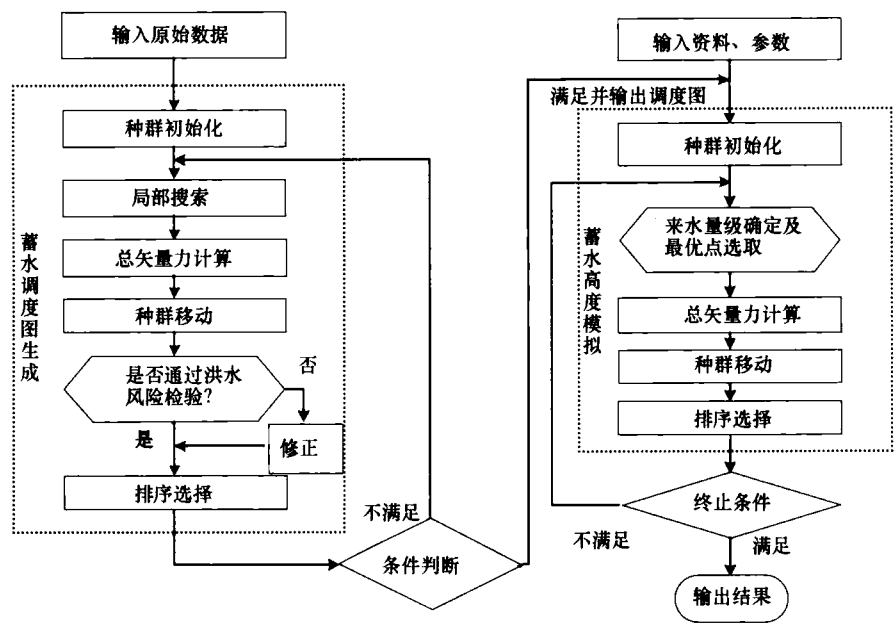 输入原始数据
种群初始化
局部搜索
总矢量力计算
种群移动
是否通过洪水
风险检验?
否
是
修正
排序选择
蓄水调度图生成
不满足
条件判断
输入资料、参数
满足并输出调度图
种群初始化
来水量级确定及
最优点选取
总矢量力计算
种群移动
排序选择
蓄水高度模拟
终止条件
不满足
满足
输出结果